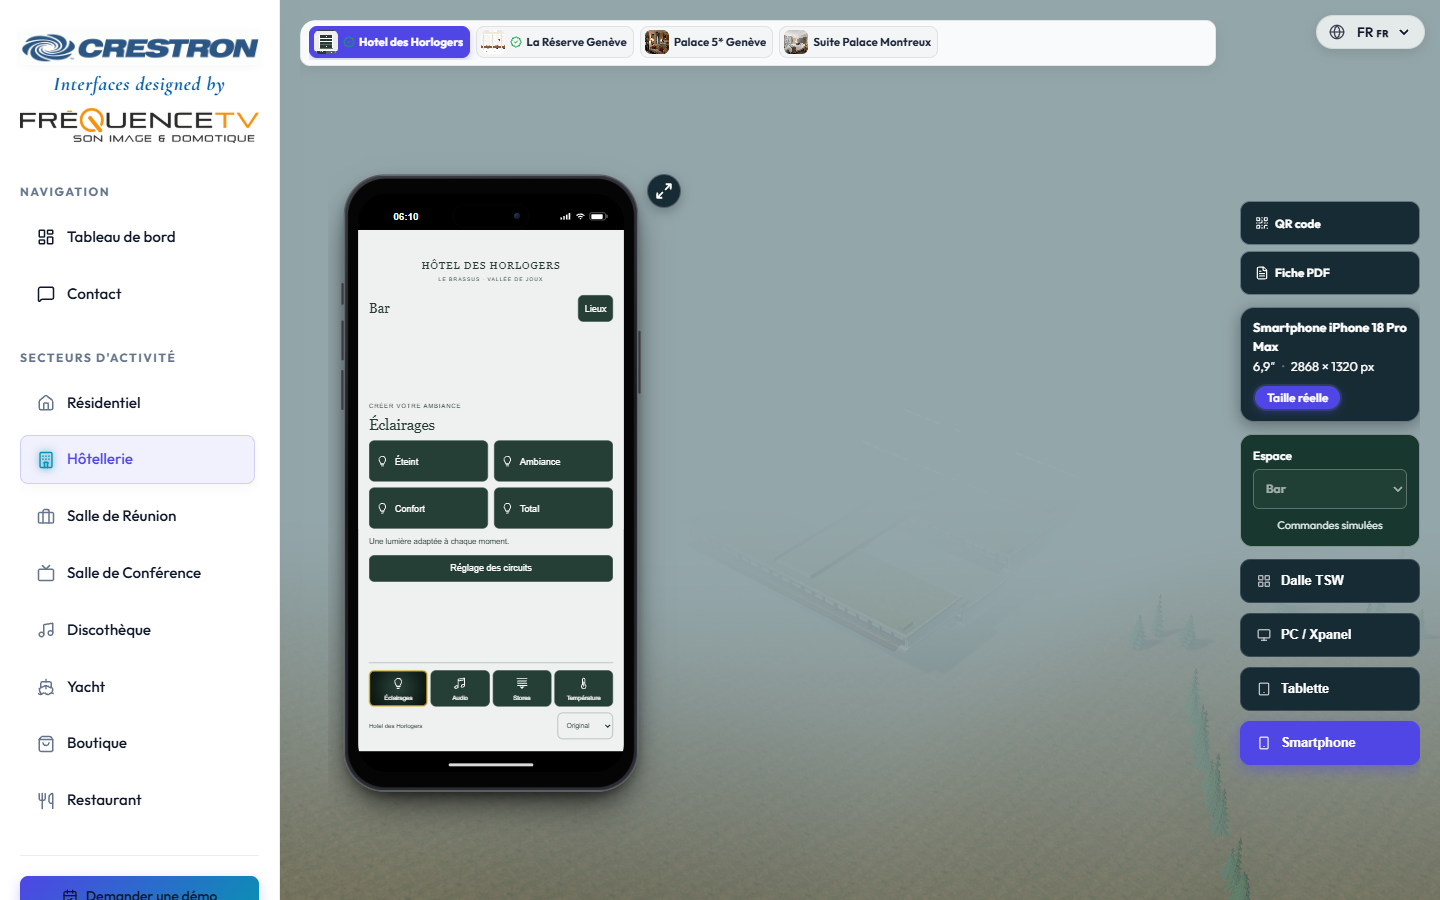 CRESTRON
Interfaces designed by
FRÉQUENCETV
SON IMAGE & DOMOTIQUE
NAVIGATION
Tableau de bord
Contact
SECTEURS D'ACTIVITÉ
Résidentiel
Hôtellerie
Salle de Réunion
Salle de Conférence
Discothèque
Yacht
Boutique
Restaurant
Demander une démo
Hotel des Horlogers
La Réserve Genève
Palace 5* Genève
Suite Palace Montreux
FR FR
06:10
HÔTEL DES HORLOGERS
LE BRASSUS · VALLÉE DE JOUX
Bar
Lieux
CRÉER VOTRE AMBIANCE
Éclairages
Éteint
Ambiance
Confort
Total
Une lumière adaptée à chaque moment.
Réglage des circuits
Éclairages
Audio
Stores
Température
Hotel des Horlogers
Original
QR code
Fiche PDF
Smartphone iPhone 18 Pro
Max
6,9" · 2868 × 1320 px
Taille réelle
Espace
Bar
Commandes simulées
Dalle TSW
PC / Xpanel
Tablette
Smartphone